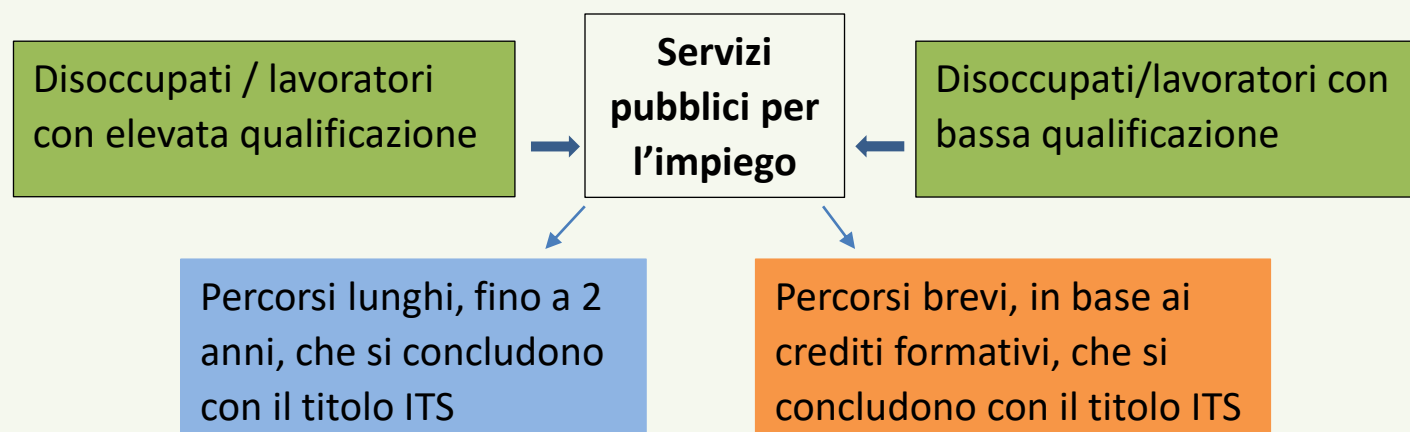 Disoccupati / lavoratori
con elevata qualificazione
Servizi
pubblici per
l’impiego
Disoccupati/lavoratori con
bassa qualificazione
Percorsi lunghi, fino a 2
anni, che si concludono
con il titolo ITS
Percorsi brevi, in base ai
crediti formativi, che si
concludono con il titolo ITS